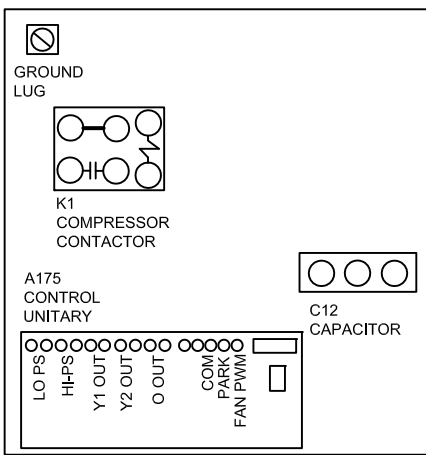 GROUND
LUG
K1
COMPRESSOR
CONTACTOR
A175
CONTROL
UNITARY
C12
CAPACITOR
LO PS
HI-PS
Y1 OUT
Y2 OUT
O OUT
COM
PARK
FAN PWM